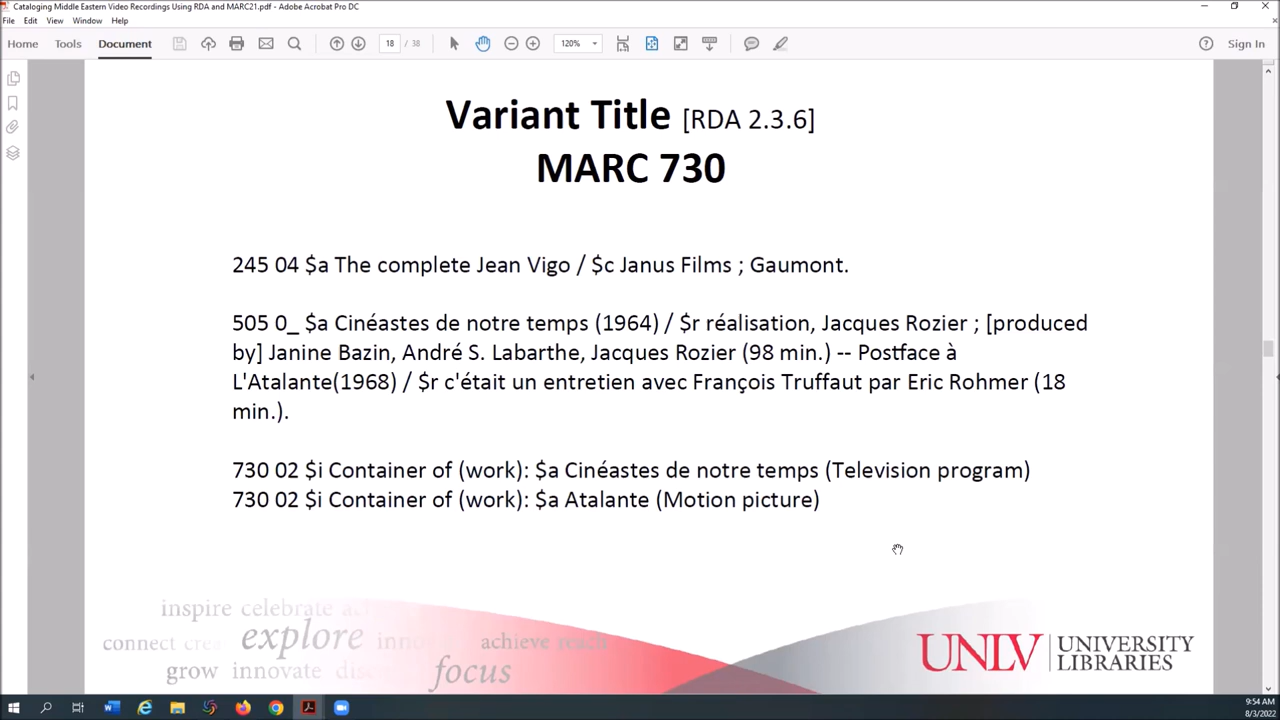 Cataloging Middle Eastern Video Recordings Using RDA and MARC21.pdf - Adobe Acrobat Pro DC
File Edit View Window Help
Home Tools Document 18 / 38 120% Sign In
Variant Title [RDA 2.3.6]
MARC 730
245 04 $a The complete Jean Vigo / $c Janus Films ; Gaumont.
505 0_ $a Cinéastes de notre temps (1964) / $r réalisation, Jacques Rozier ; [produced
by] Janine Bazin, André S. Labarthe, Jacques Rozier (98 min.) -- Postface à
L'Atalante(1968) / $r c'était un entretien avec François Truffaut par Eric Rohmer (18
min.).
730 02 $i Container of (work): $a Cinéastes de notre temps (Television program)
730 02 $i Container of (work): $a Atalante (Motion picture)
inspire celebrate
connect explore achieve reach
grow innovate focus
UNLV UNIVERSITY
LIBRARIES
9:54 AM
8/3/2022